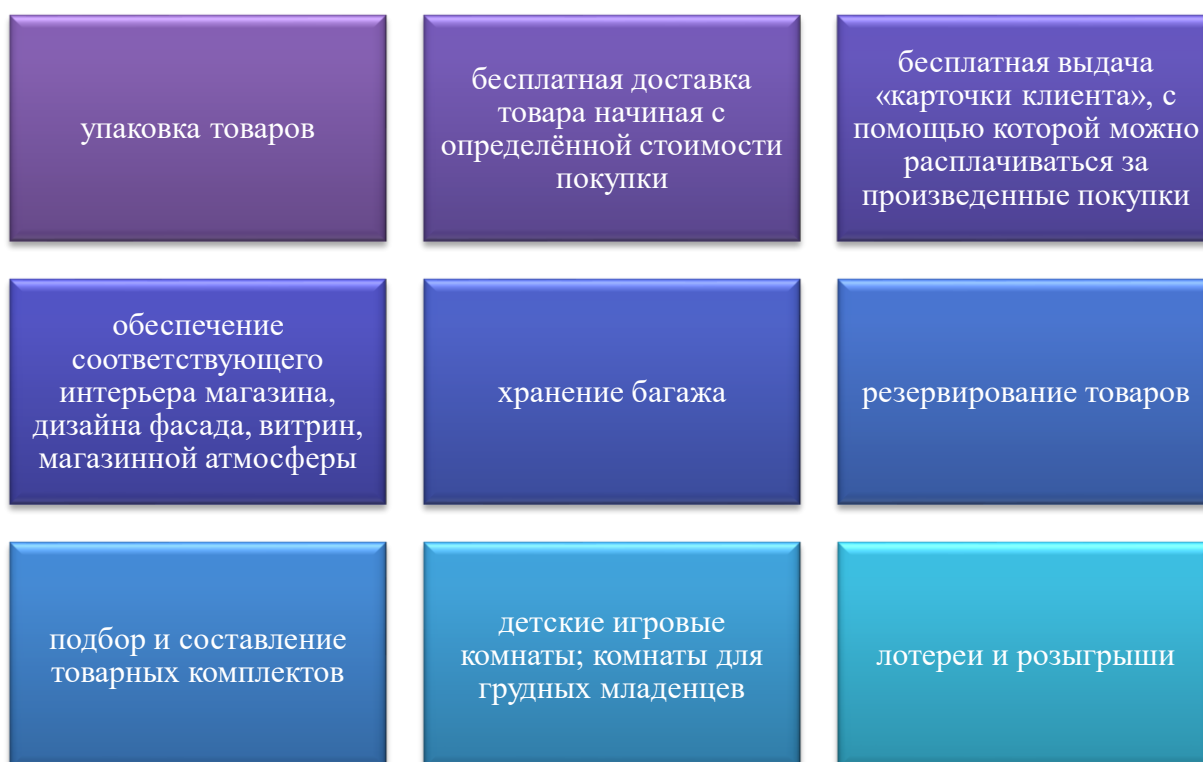 упаковка товаров
бесплатная доставка
товара начиная с
определённой стоимости
покупки
бесплатная выдача
«карточки клиента», с
помощью которой можно
расплачиваться за
произведенные покупки
обеспечение
соответствующего
интерьера магазина,
дизайна фасада, витрин,
магазинной атмосферы
хранение багажа
резервирование товаров
подбор и составление
товарных комплектов
детские игровые
комнаты; комнаты для
грудных младенцев
лотереи и розыгрыши